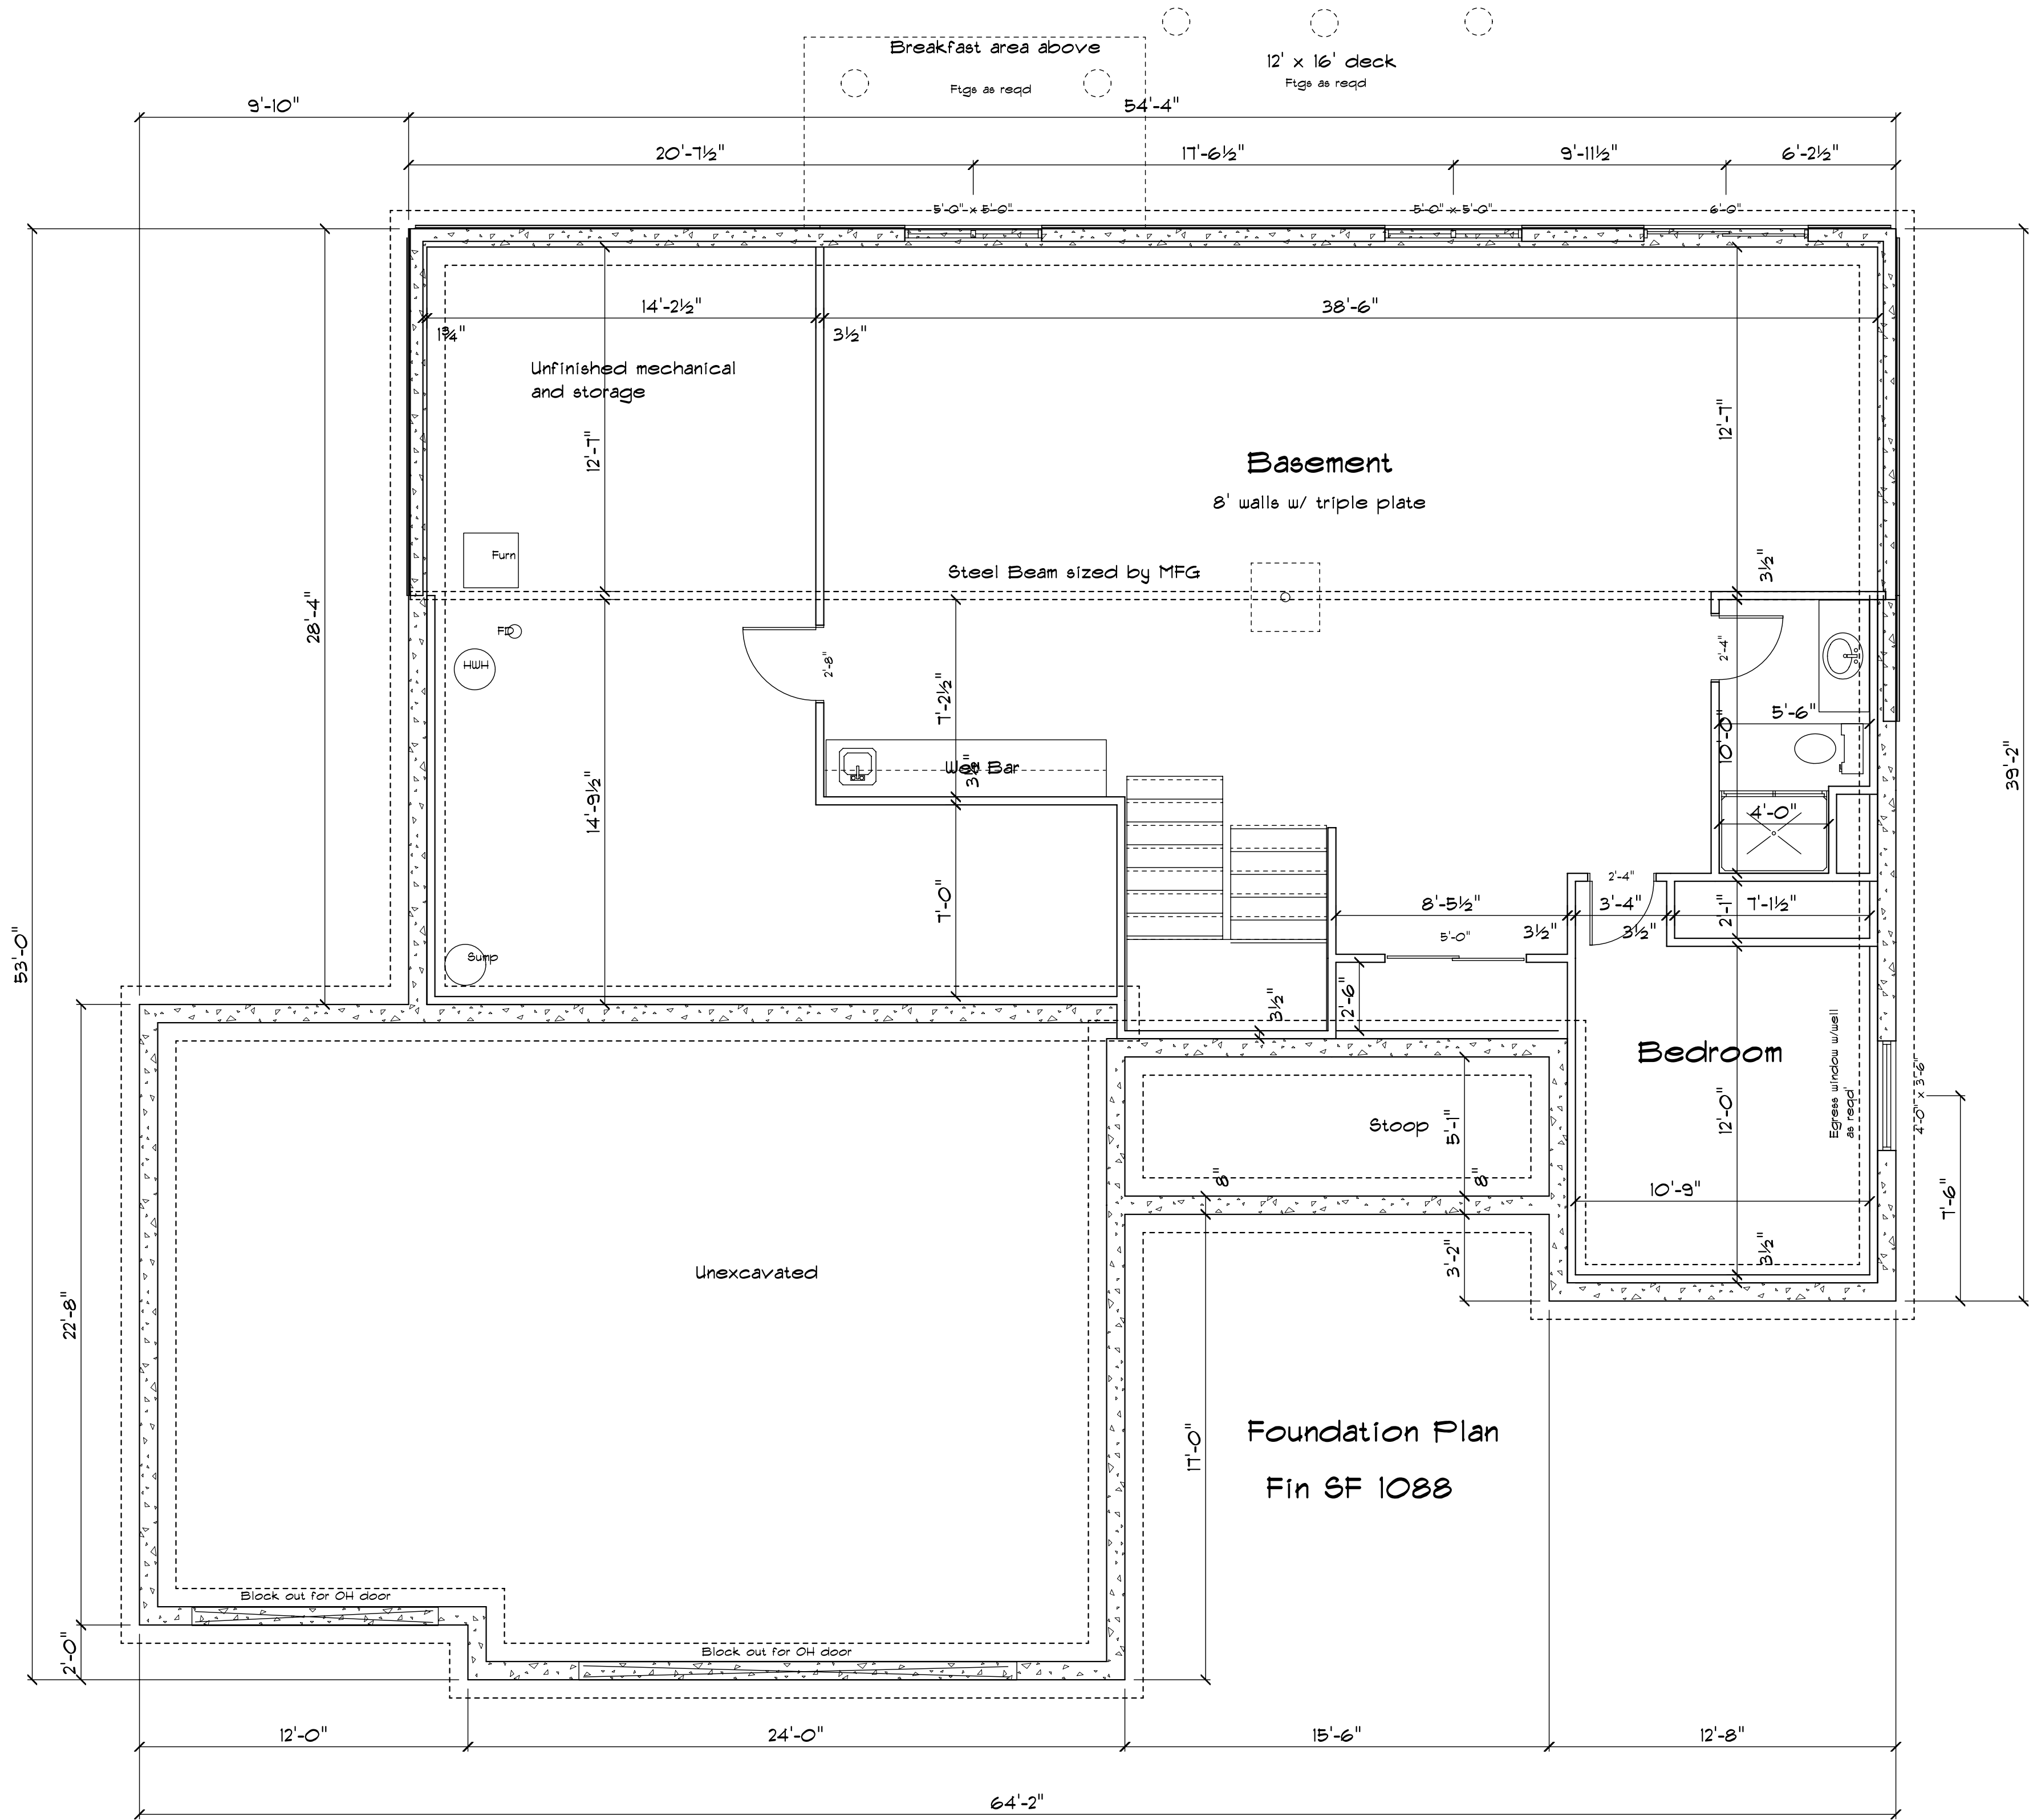 Breakfast area above
Ftgs as reqd
12' x 16' deck
Ftgs as reqd
9'-10"
54'-4"
20'-7½"
17'-6½"
9'-11½"
6'-2½"
5'-0" x 5'-0"
5'-0" x 5'-0"
6'-0"
14'-2½"
38'-6"
1¾"
3½"
Unfinished mechanical
and storage
12'-7"
12'-7"
Basement
8' walls w/ triple plate
Furn
Steel Beam sized by MFG
3½"
28'-4"
FD
HWH
2'-8"
2'-4"
7'-2½"
5'-6"
10'-0"
39'-2"
Wet Bar
3½"
14'-9½"
4'-0"
7'-0"
2'-4"
8'-5½"
3'-4"
7'-1½"
2'-1"
3½"
3½"
5'-0"
53'-0"
Sump
2'-6"
3½"
Bedroom
Egress window w/well
as reqd
4'-0" x 3'-6"
12'-0"
Stoop
5'-1"
8"
8"
10'-9"
7'-6"
3'-2"
3½"
Unexcavated
22'-8"
17'-0"
Foundation Plan
Fin SF 1088
Block out for OH door
Block out for OH door
2'-0"
12'-0"
24'-0"
15'-6"
12'-8"
64'-2"